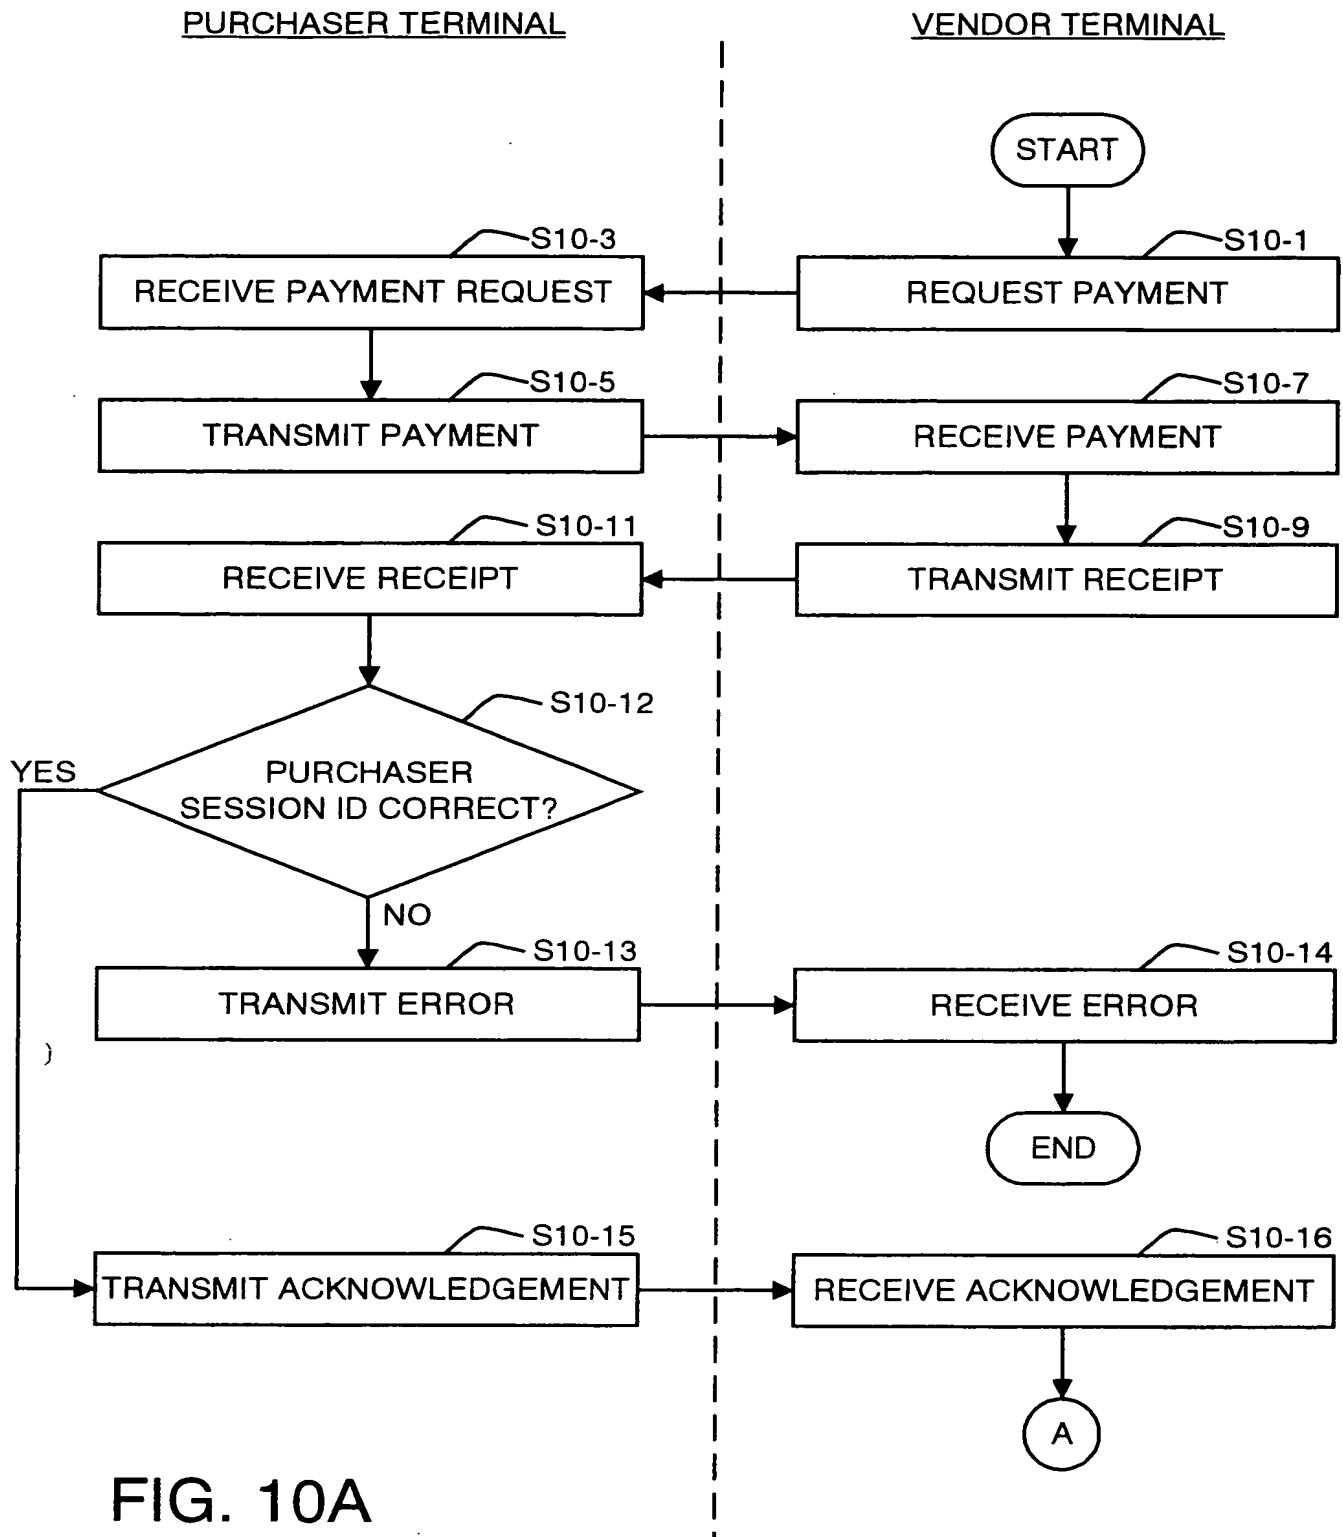 PURCHASER TERMINAL
VENDOR TERMINAL
START
S10-3
S10-1
RECEIVE PAYMENT REQUEST
REQUEST PAYMENT
S10-5
S10-7
TRANSMIT PAYMENT
RECEIVE PAYMENT
S10-11
S10-9
RECEIVE RECEIPT
TRANSMIT RECEIPT
S10-12
YES
PURCHASER
SESSION ID CORRECT?
NO
S10-13
S10-14
TRANSMIT ERROR
RECEIVE ERROR
END
S10-15
S10-16
TRANSMIT ACKNOWLEDGEMENT
RECEIVE ACKNOWLEDGEMENT
A
FIG. 10A